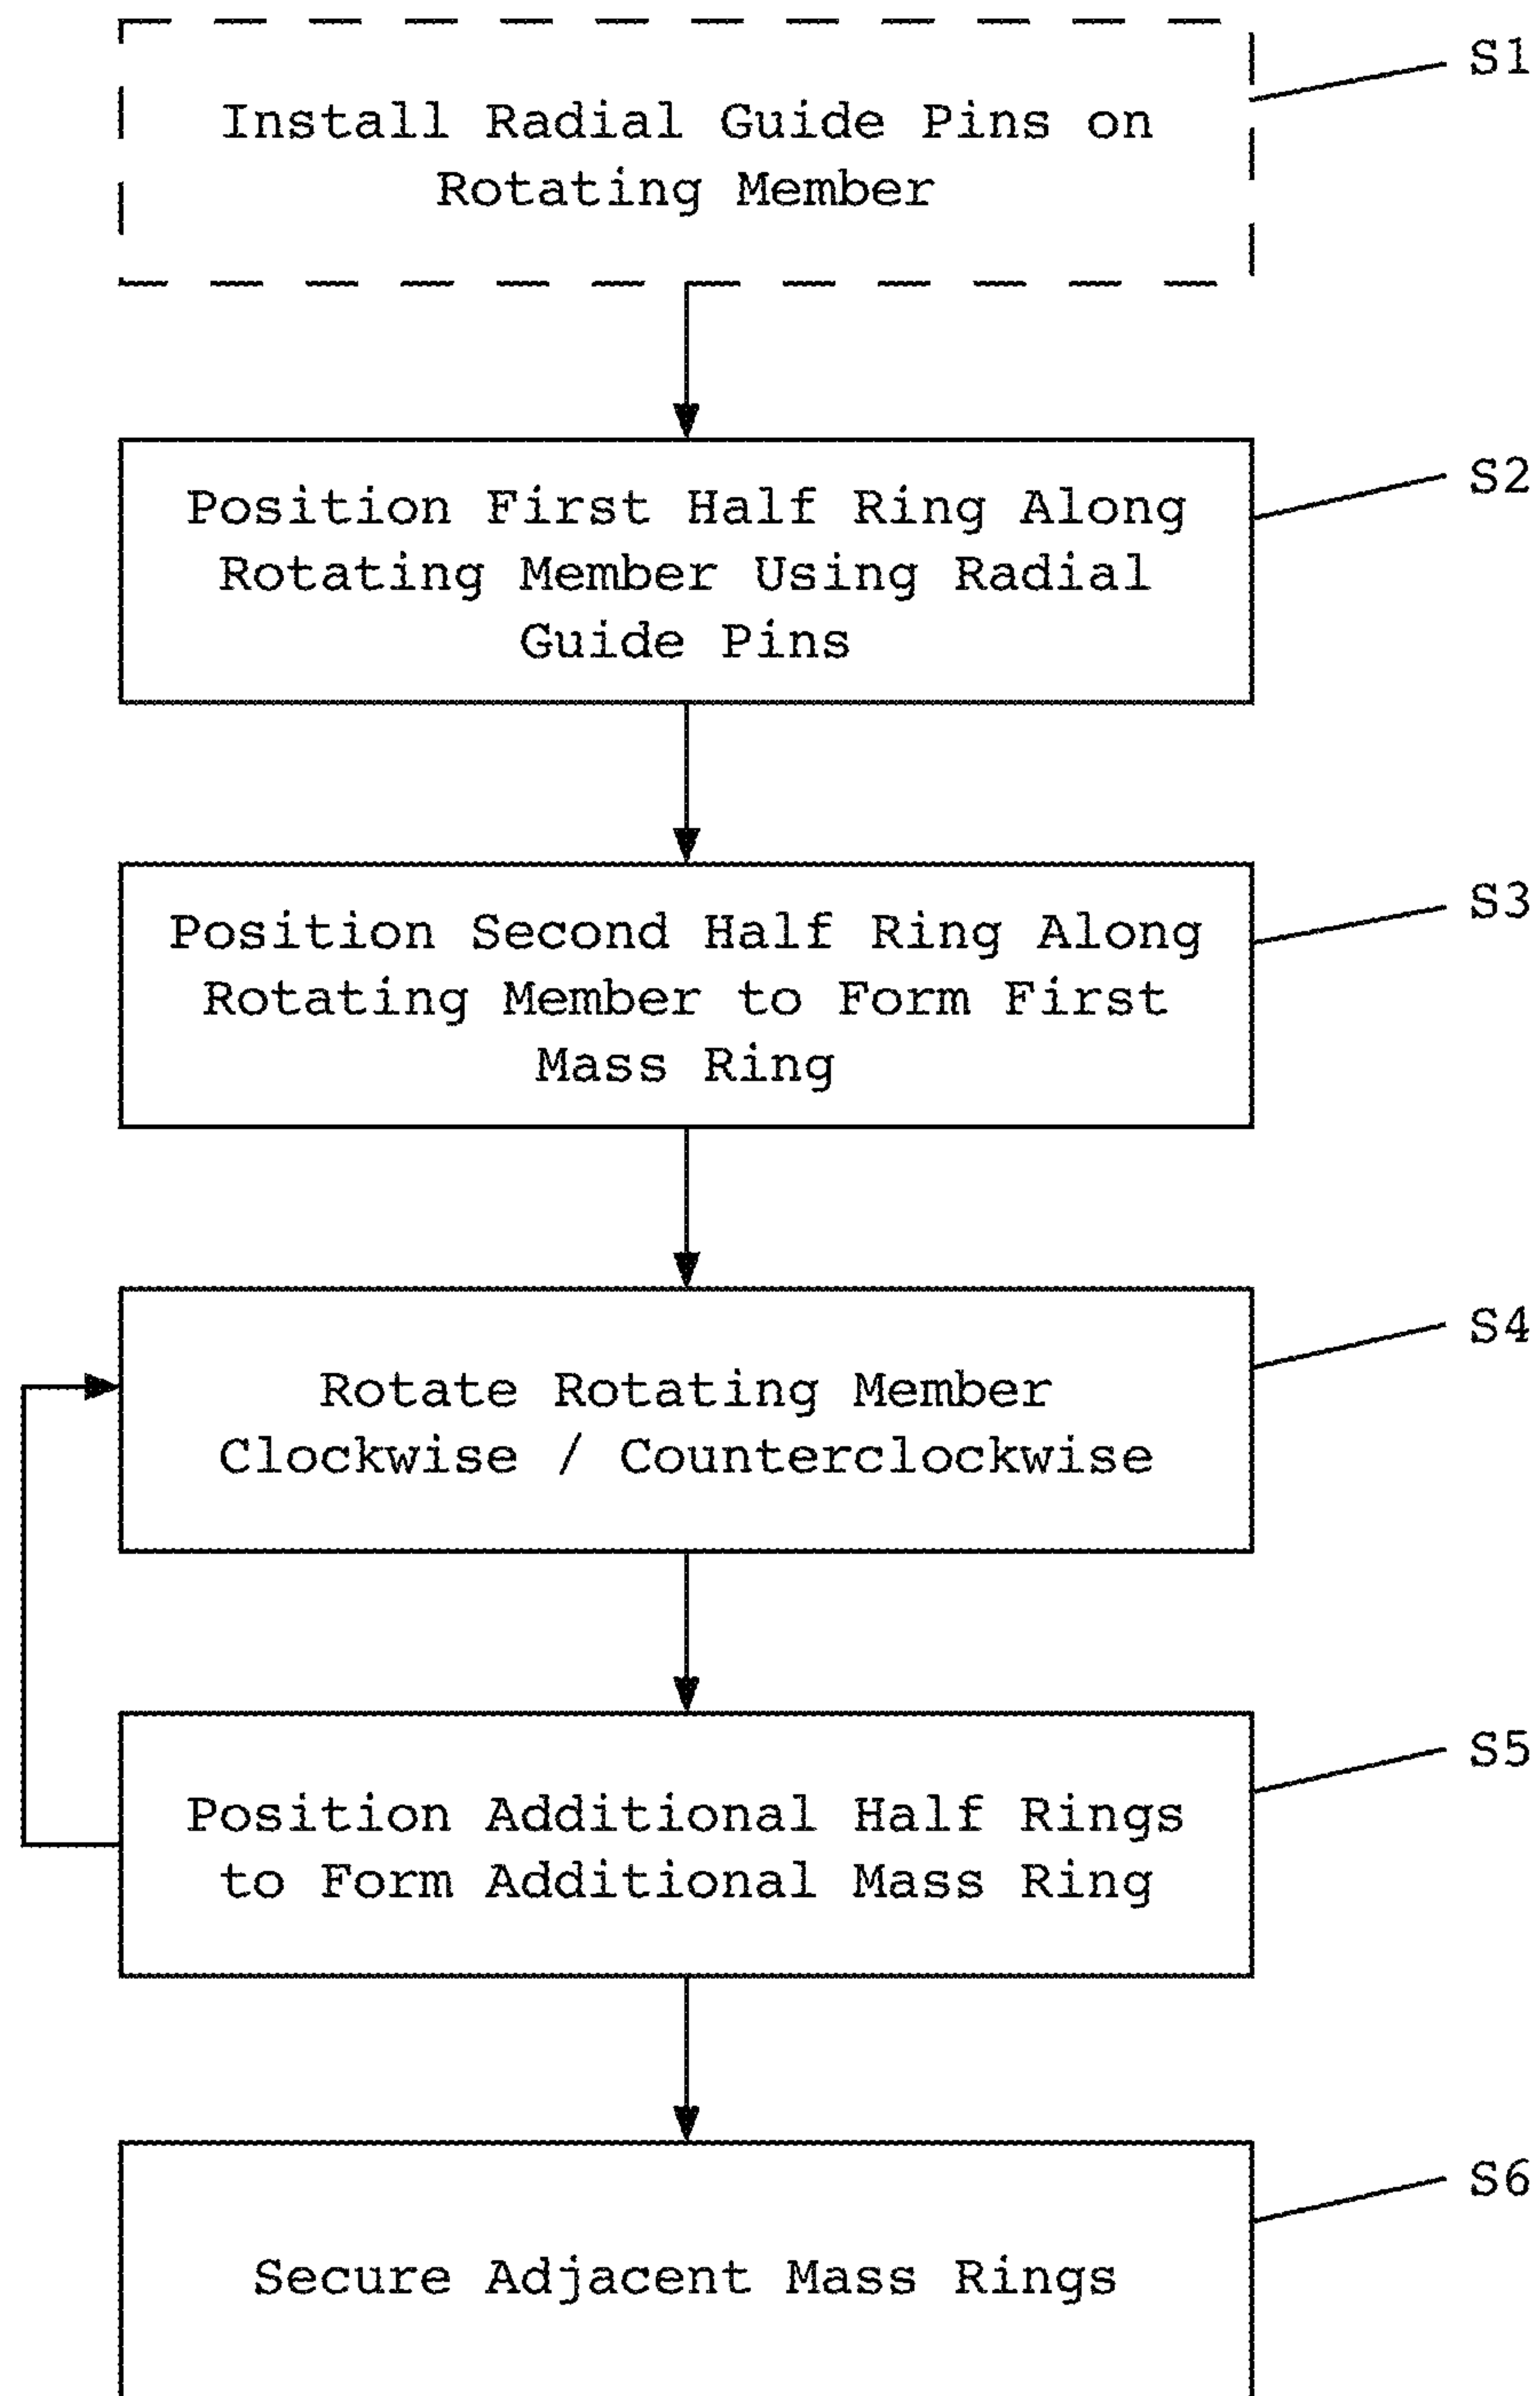 Install Radial Guide Pins on
Rotating Member
S1
Position First Half Ring Along
Rotating Member Using Radial
Guide Pins
S2
Position Second Half Ring Along
Rotating Member to Form First
Mass Ring
S3
Rotate Rotating Member
Clockwise / Counterclockwise
S4
Position Additional Half Rings
to Form Additional Mass Ring
S5
Secure Adjacent Mass Rings
S6